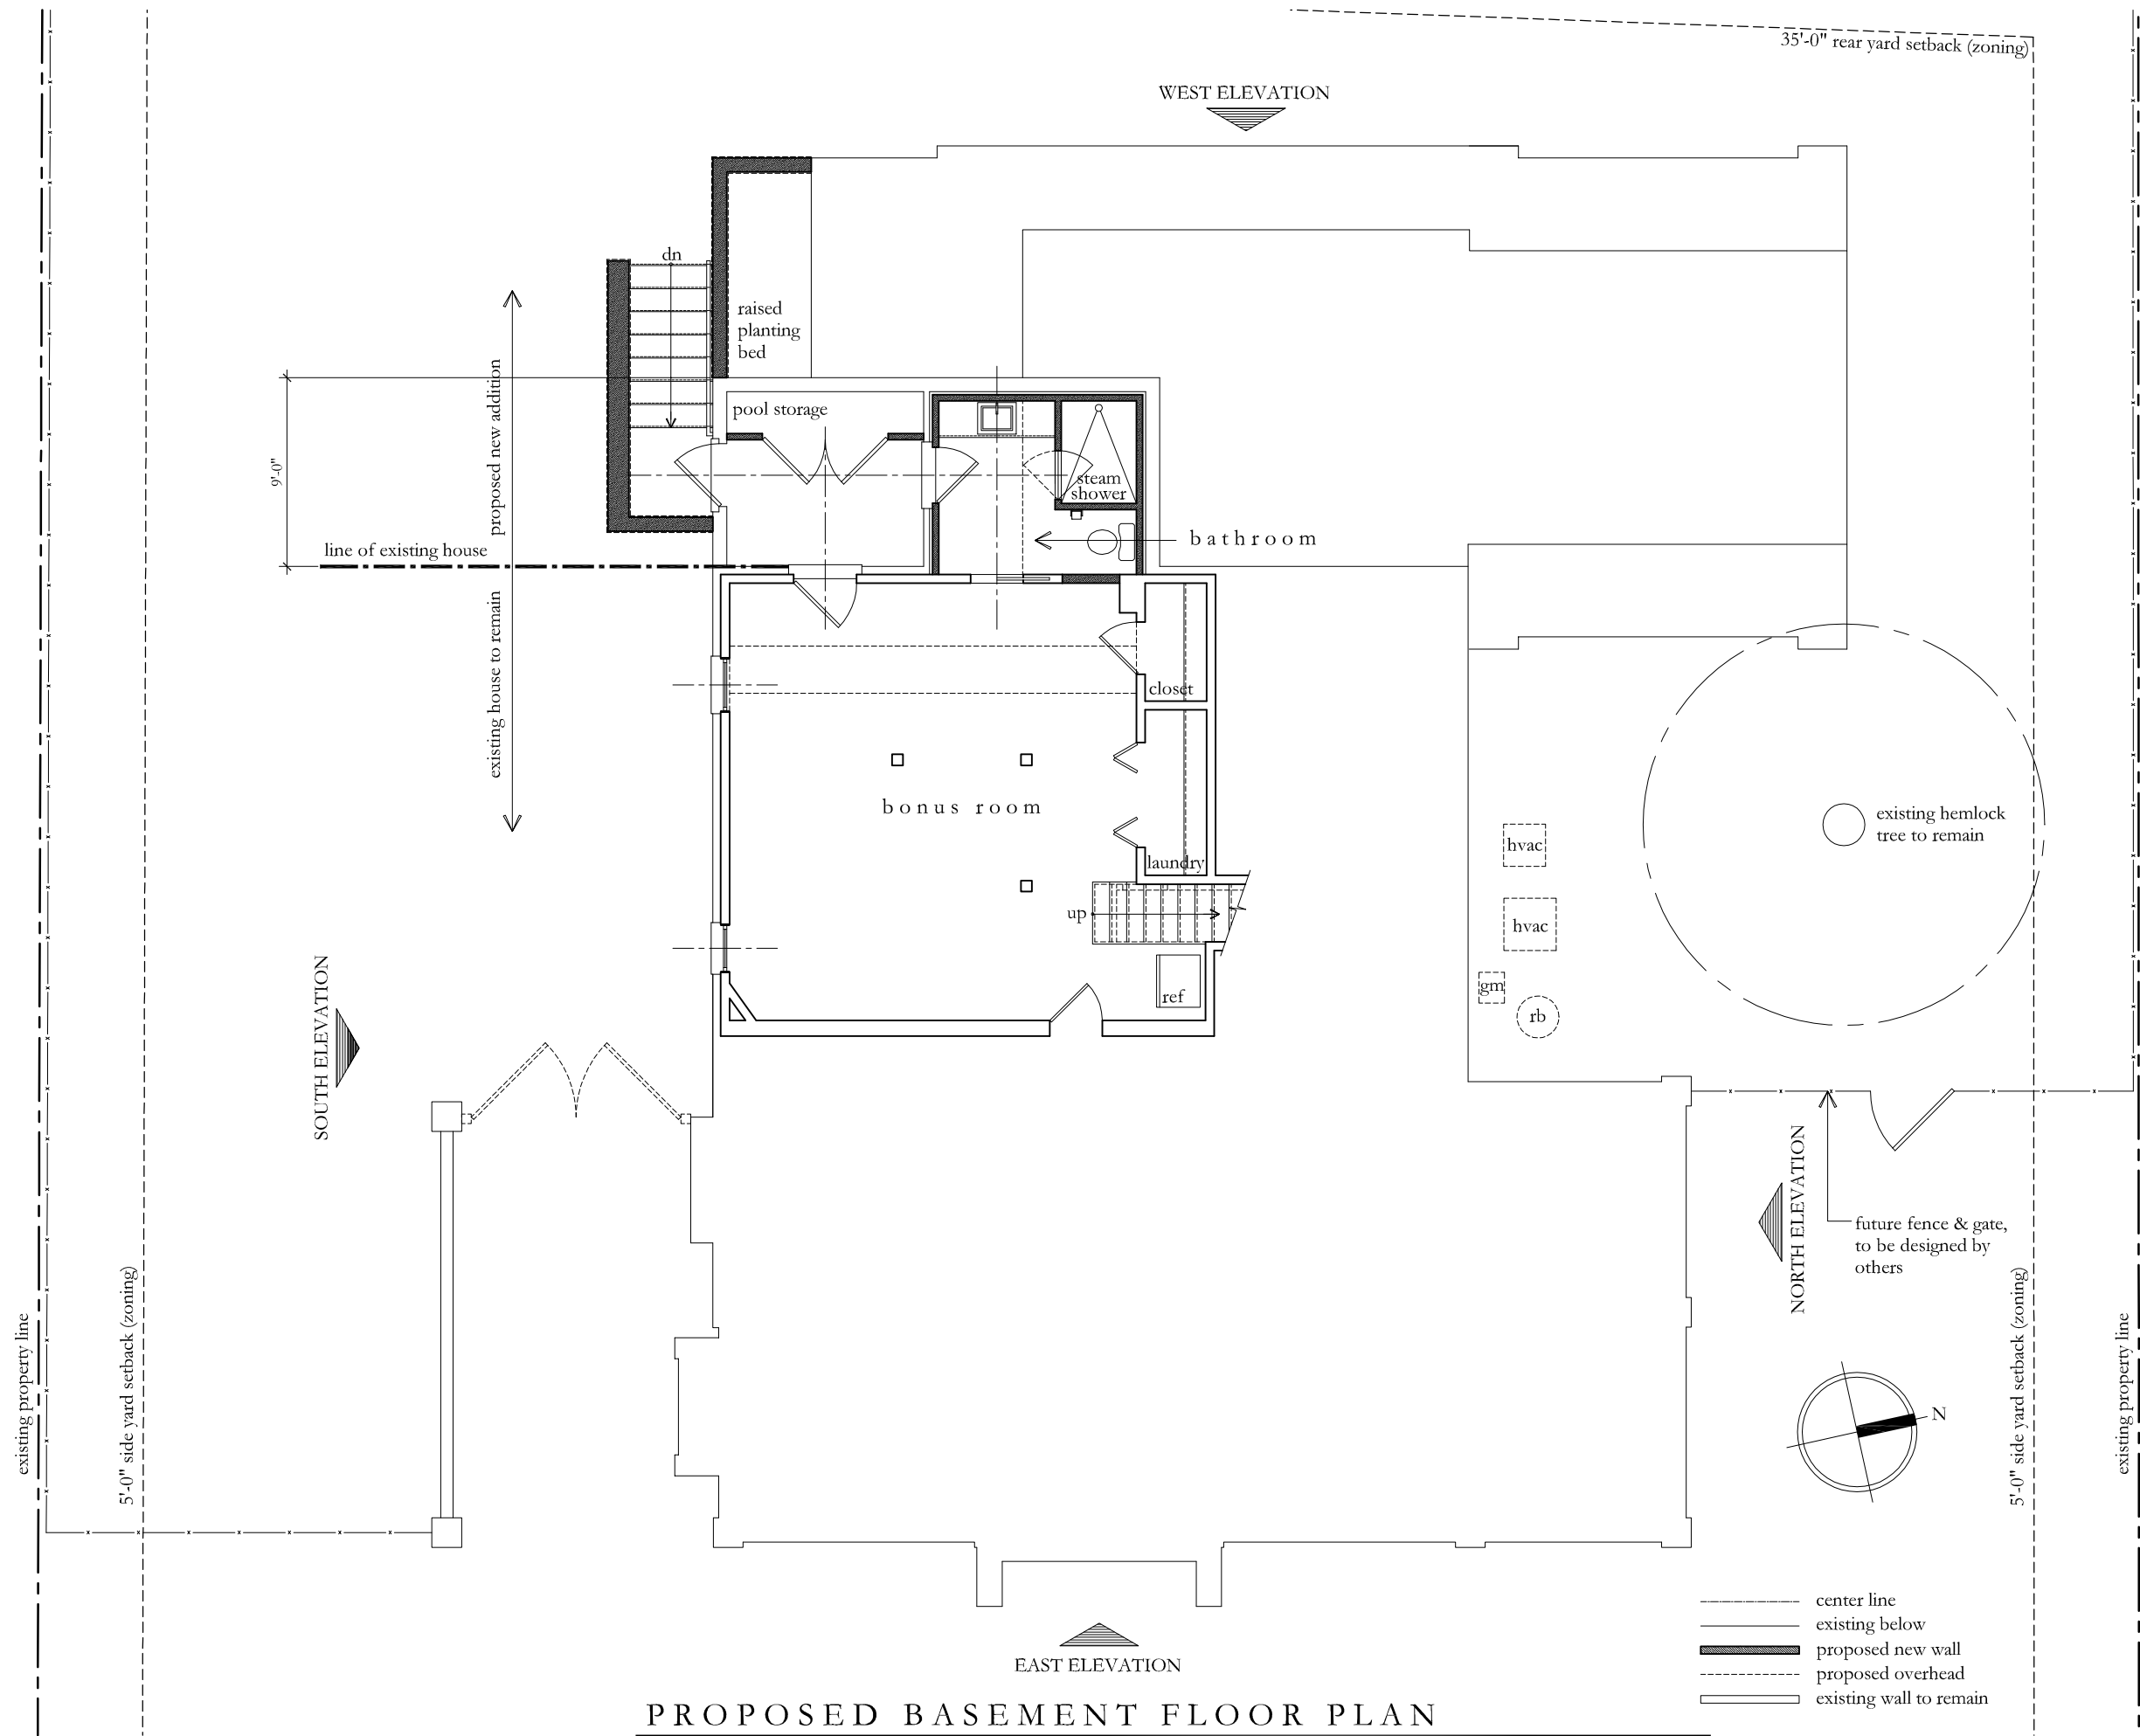 35'-0" rear yard setback (zoning)
WEST ELEVATION
dn
raised
planting
bed
proposed new addition
pool storage
9'-0"
steam
shower
bathroom
line of existing house
existing house to remain
closet
bonus room
existing hemlock
tree to remain
hvac
laundry
up
hvac
ref
gm
rb
SOUTH ELEVATION
NORTH ELEVATION
future fence & gate,
to be designed by
others
existing property line
5'-0" side yard setback (zoning)
5'-0" side yard setback (zoning)
existing property line
N
center line
existing below
proposed new wall
proposed overhead
existing wall to remain
EAST ELEVATION
PROPOSED BASEMENT FLOOR PLAN